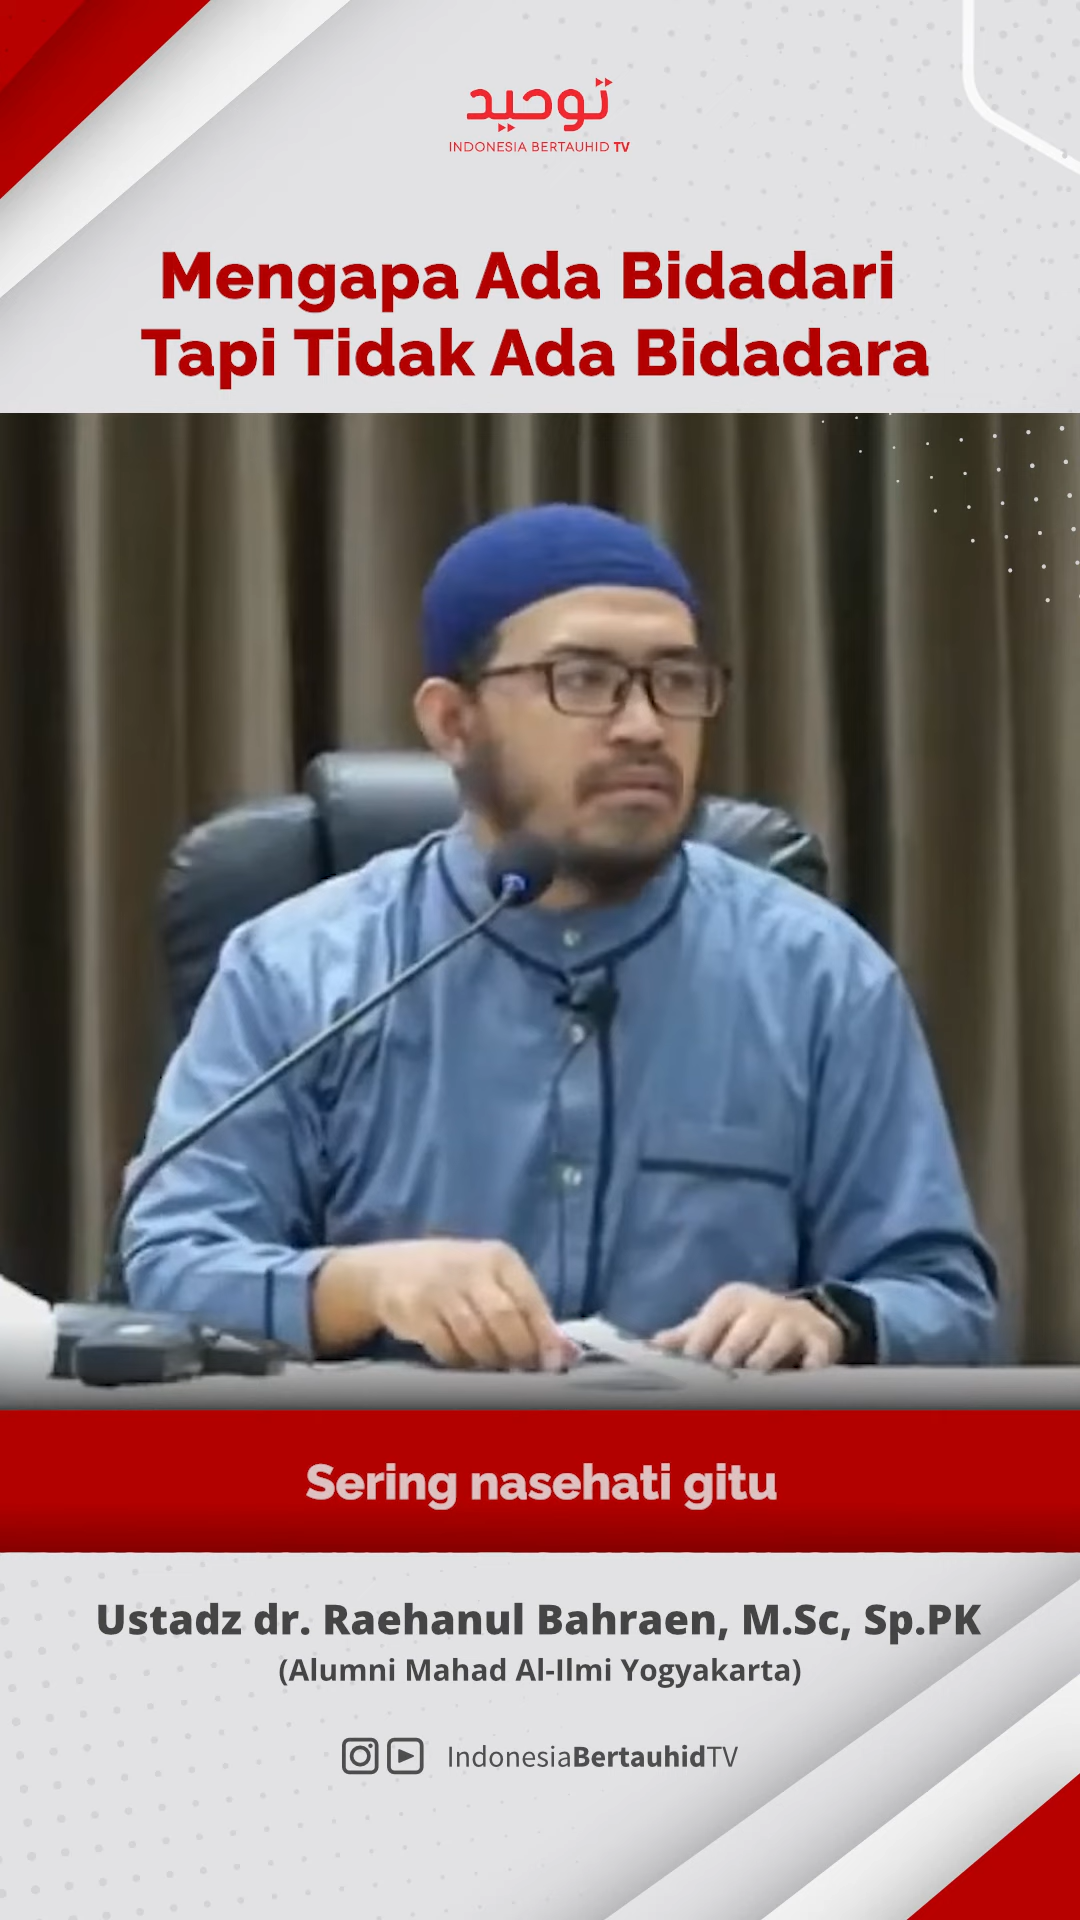 توحيد
INDONESIA BERTAUHID TV
Mengapa Ada Bidadari
Tapi Tidak Ada Bidadara
Sering nasehati gitu
Ustadz dr. Raehanul Bahraen, M.Sc, Sp.PK
(Alumni Mahad Al-Ilmi Yogyakarta)
IndonesiaBertauhidTV